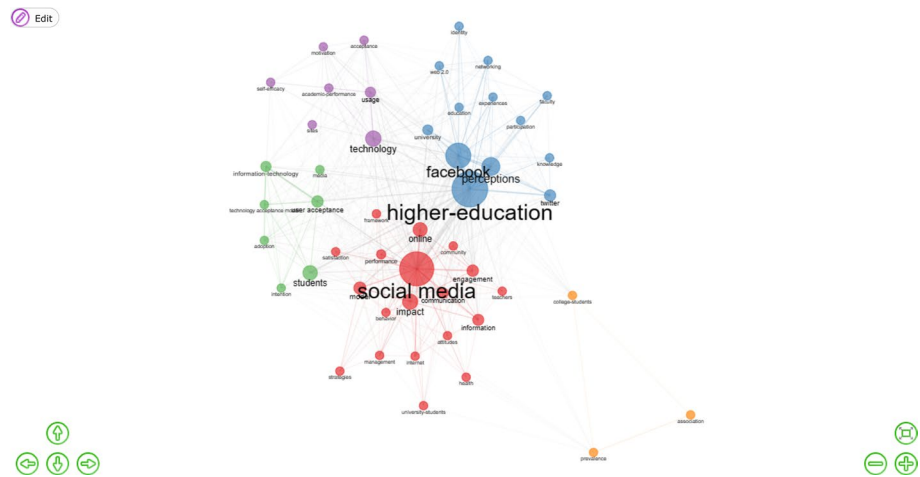 Edit
identity
acceptance
motivation
networking
web 2.0
self-efficacy
academic-performance
usage
experiences
faculty
education
participation
sites
university
technology
knowledge
facebook
perceptions
information-technology
media
twitter
technology-acceptance-model
user acceptance
higher-education
framework
online
adoption
community
satisfaction
performance
engagement
students
intention
model
social media
communication
teachers
college-students
impact
behavior
information
attitudes
management
internet
strategies
health
university-students
association
prevalence